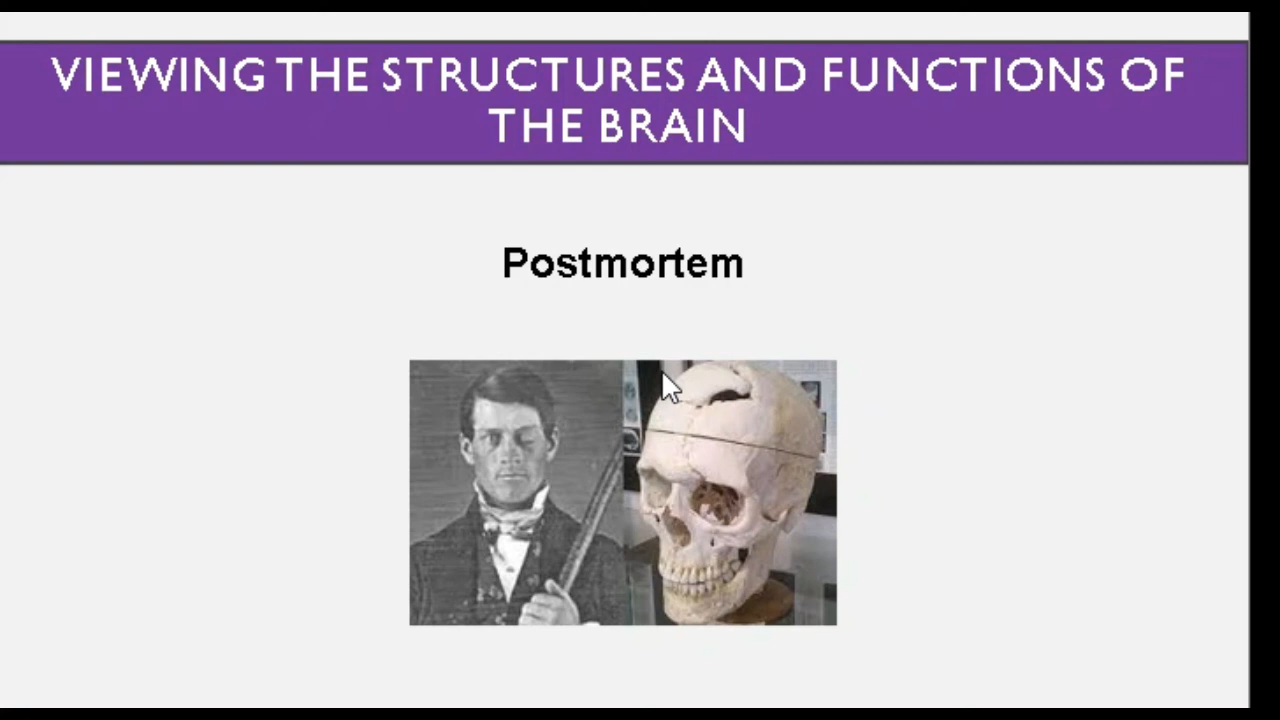 VIEWING THE STRUCTURES AND FUNCTIONS OF
THE BRAIN
Postmortem